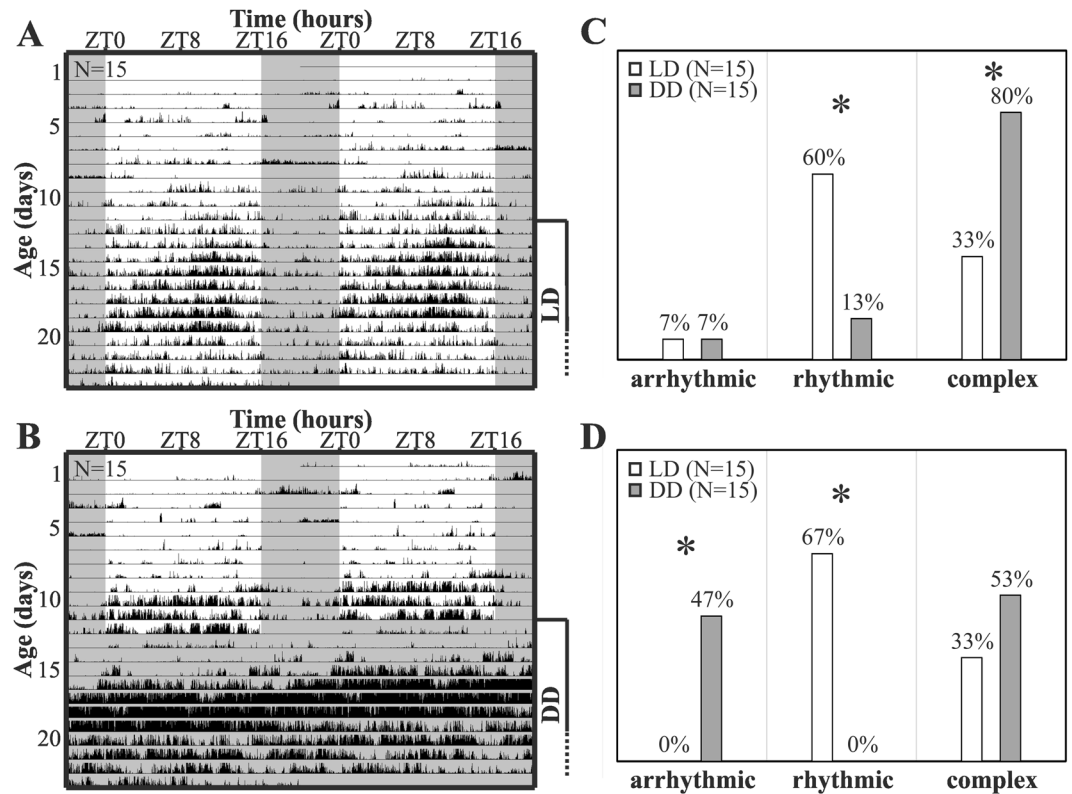 A
Time (hours)
ZT0 ZT8 ZT16 ZT0 ZT8 ZT16
N=15
Age (days)
1
5
10
15
20
LD
B
Time (hours)
ZT0 ZT8 ZT16 ZT0 ZT8 ZT16
N=15
Age (days)
1
5
10
15
20
DD
C
LD (N=15)
DD (N=15)
*
*
7% 7%
60%
13%
33%
80%
arrhythmic rhythmic complex
D
LD (N=15)
DD (N=15)
*
*
0%
47%
67%
0%
33%
53%
arrhythmic rhythmic complex